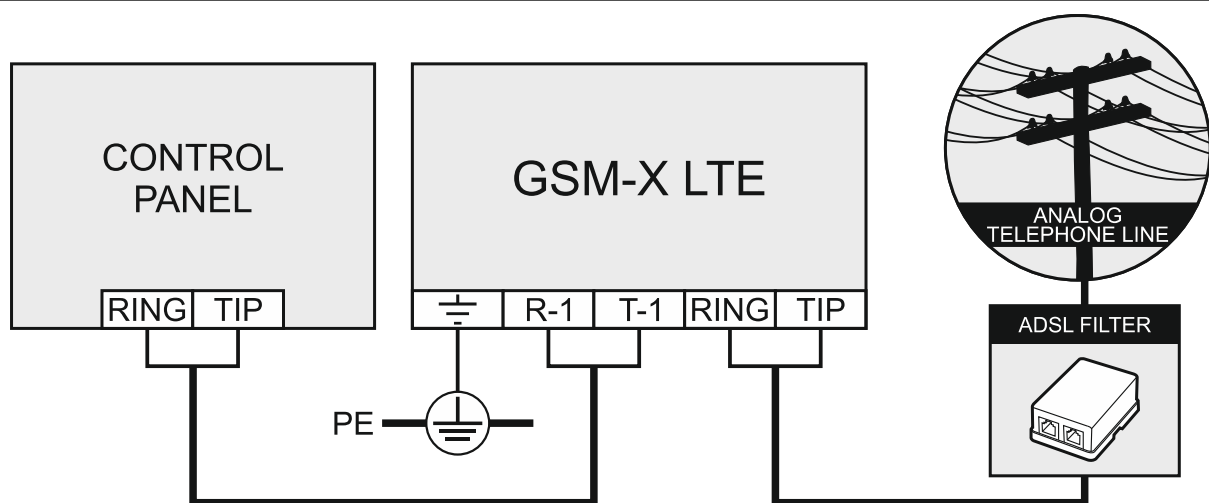 CONTROL
PANEL
RING TIP
GSM-X LTE
R-1 T-1 RING TIP
PE
ANALOG
TELEPHONE LINE
ADSL FILTER